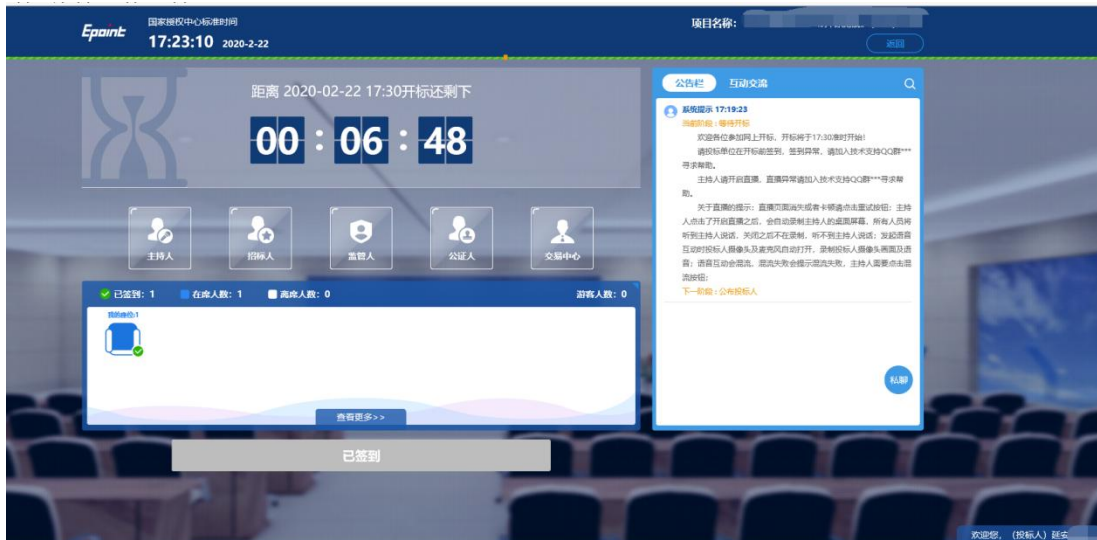 Epoint
国家授权中心标准时间
17:23:10 2020-2-22
项目名称：
返回
距离 2020-02-22 17:30开标还剩下
00 : 06 : 48
主持人
招标人
监管人
公证人
交易中心
已签到：1 在席人数：1 离席人数：0 游客人数：0
我的座位:1
查看更多>>
已签到
公告栏 互动交流
系统提示 17:19:23
当前阶段：等待开标
欢迎各位参加网上开标，开标将于17:30准时开始！
请投标单位在开标前签到，签到异常，请加入技术支持QQ群***
寻求帮助。
主持人请开启直播，直播异常请加入技术支持QQ群***寻求帮
助。
关于直播的提示：直播页面消失或者卡顿请点击重试按钮；主持
人点击了开启直播之后，会自动录制主持人的桌面屏幕，所有人员将
听到主持人说话，关闭之后不在录制，听不到主持人说话；发起语音
互动时投标人摄像头及麦克风自动打开，录制投标人摄像头画面及语
音；语音互动会混流，混流失败会提示混流失败，主持人需要点击混
流按钮；
下一阶段：公布投标人
私聊
欢迎您，（投标人）延安